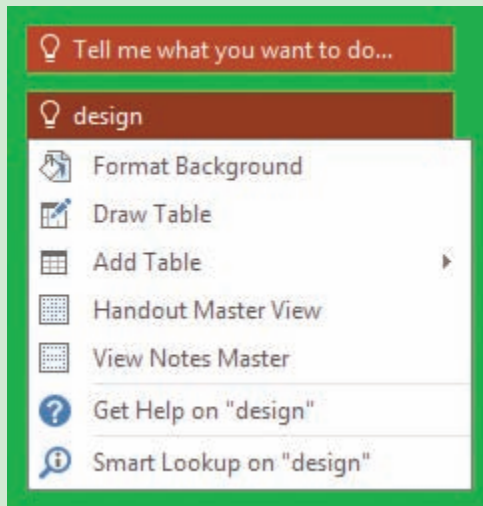 Tell me what you want to do...
design
Format Background
Draw Table
Add Table
Handout Master View
View Notes Master
Get Help on "design"
Smart Lookup on "design"